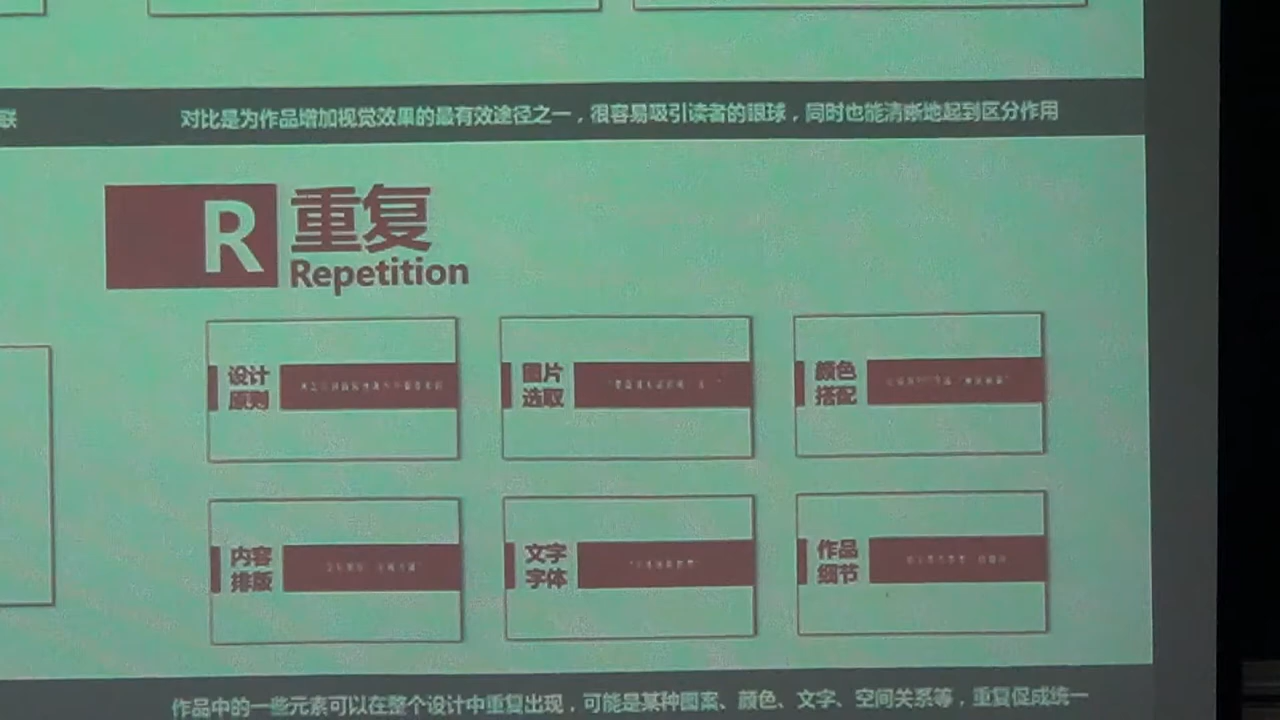 联
对比是为作品增加视觉效果的最有效途径之一，很容易吸引读者的眼球，同时也能清晰地起到区分作用
R
重复
Repetition
设计
原则
图片
选取
颜色
搭配
内容
排版
文字
字体
作品
细节
作品中的一些元素可以在整个设计中重复出现，可能是某种图案、颜色、文字、空间关系等，重复促成统一